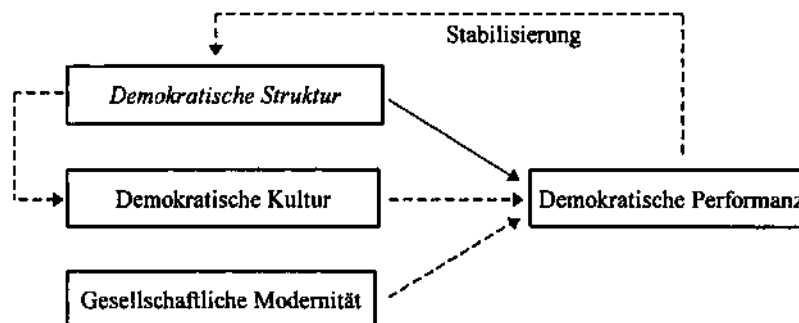 Stabilisierung
Demokratische Struktur
Demokratische Kultur
Demokratische Performanz
Gesellschaftliche Modernität